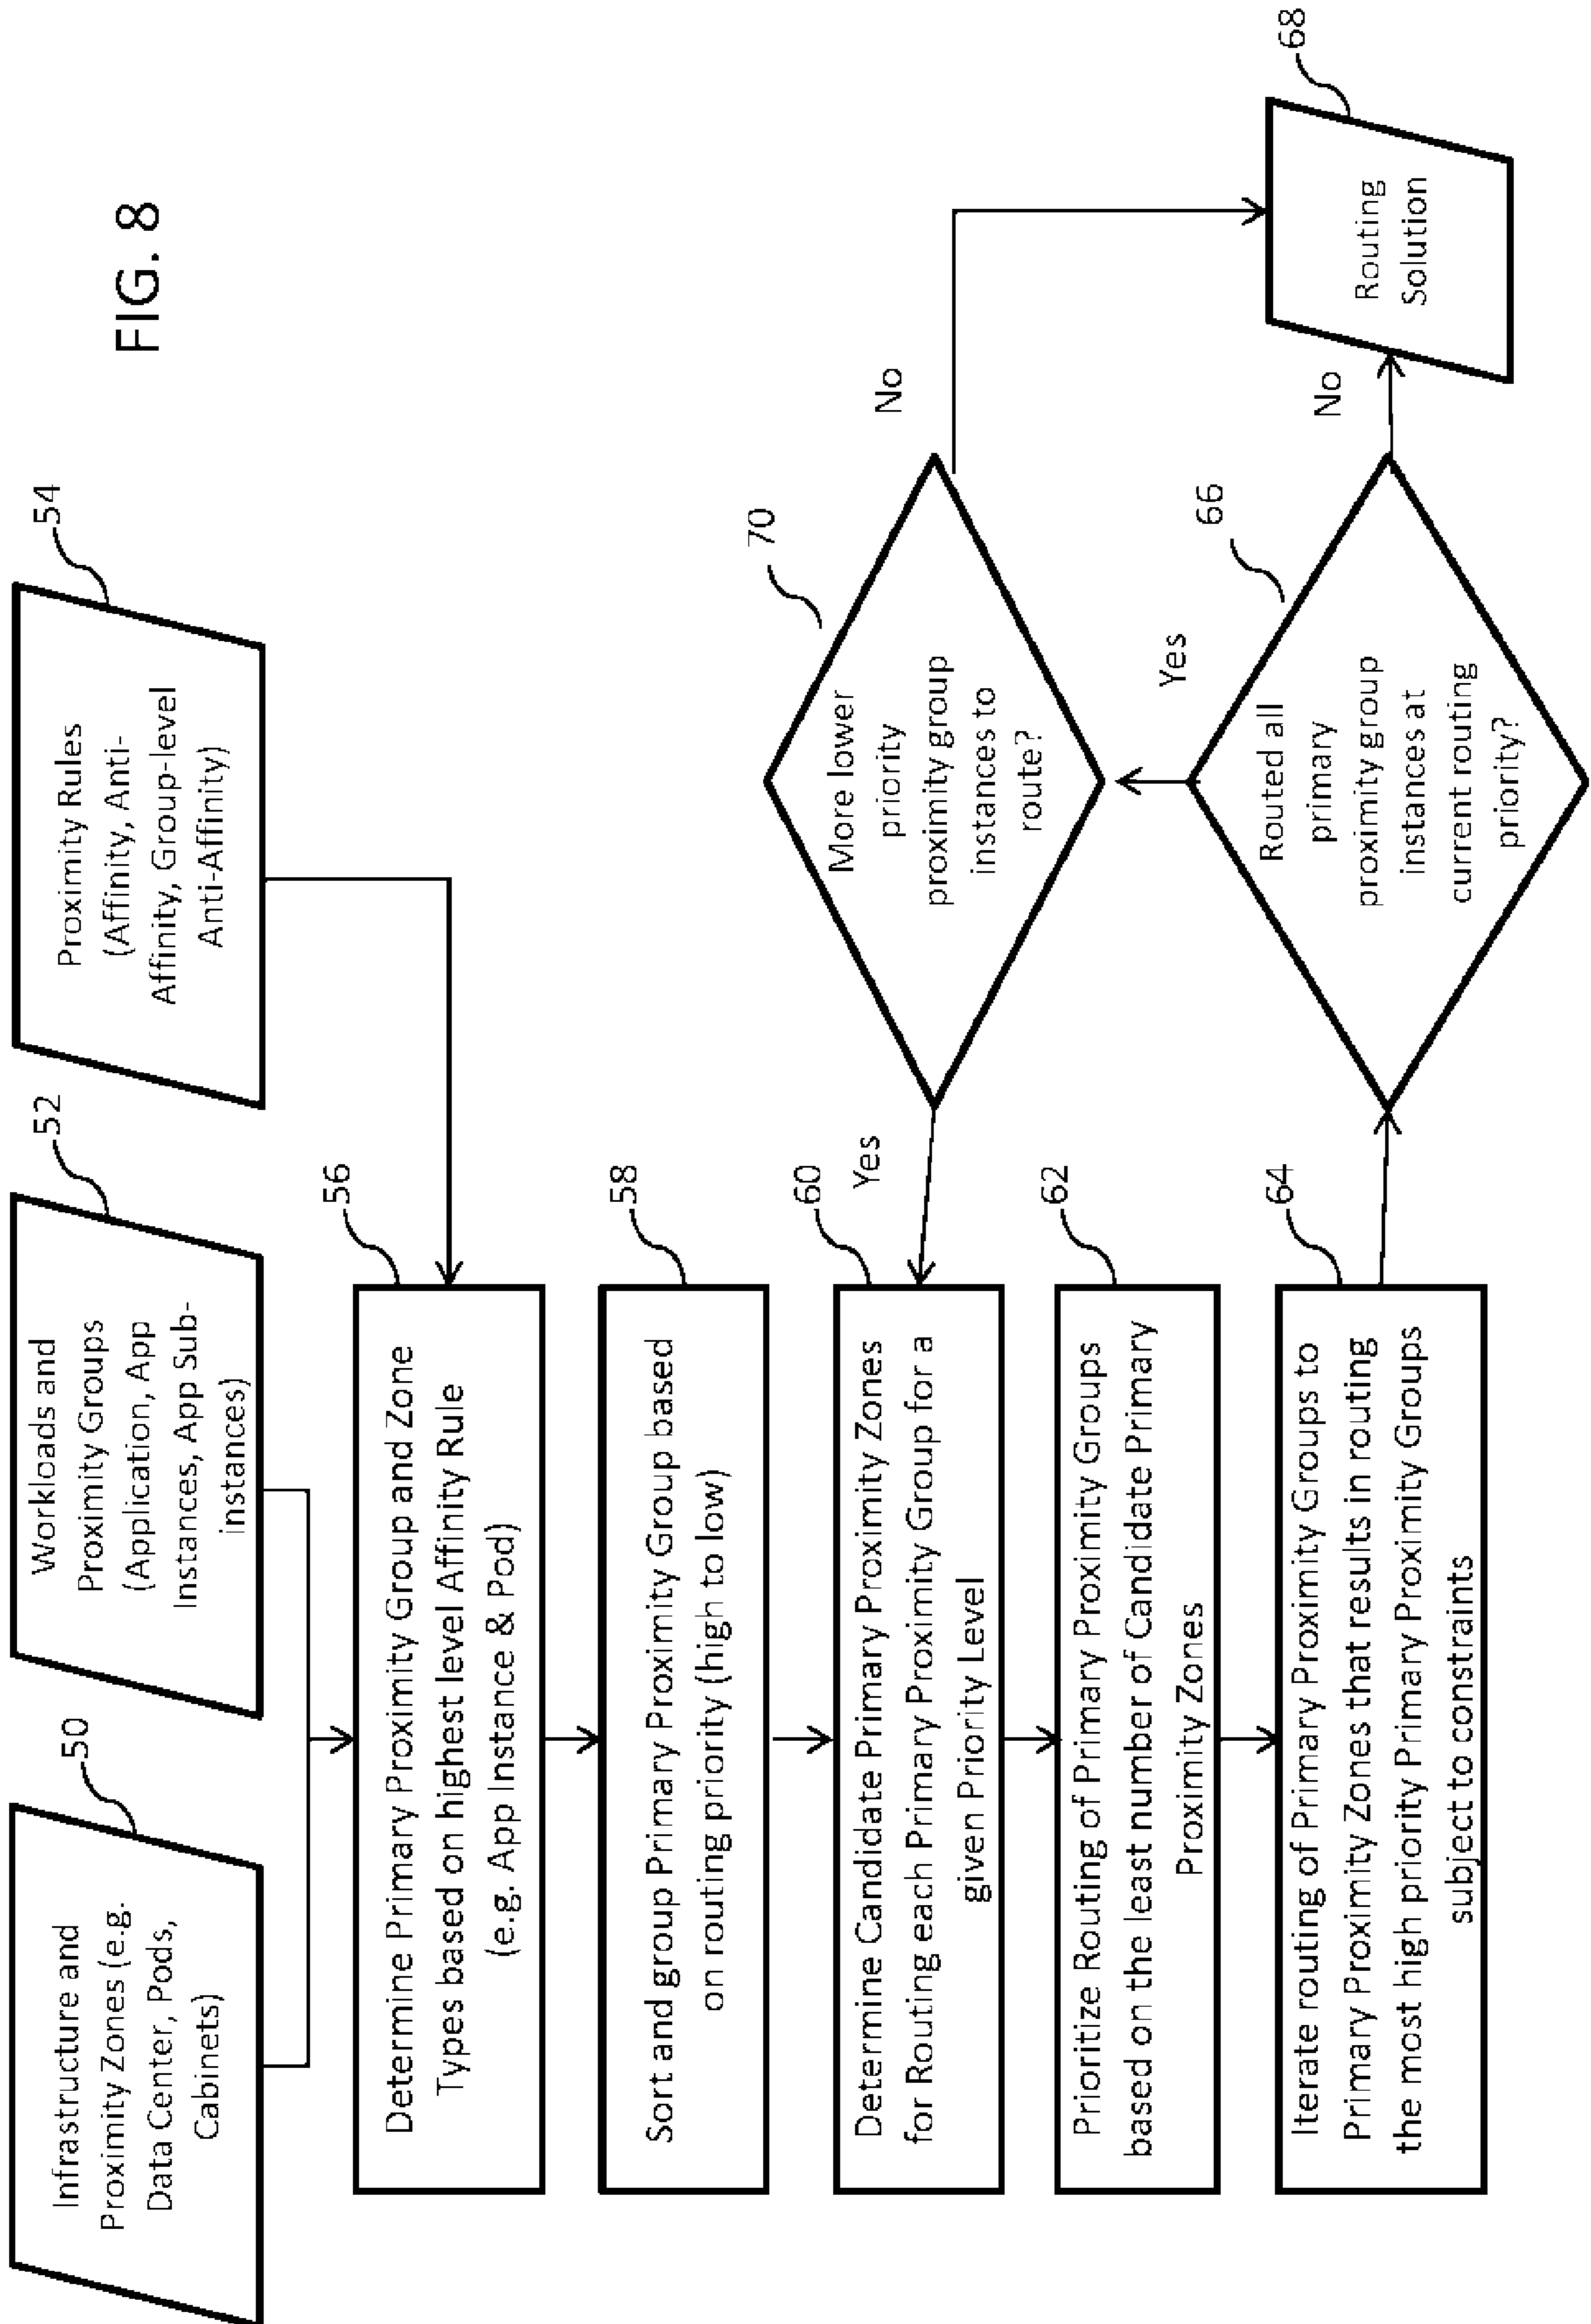 FIG. 8
Infrastructure and
Proximity Zones (e.g.
Data Center, Pods,
Cabinets)
50
Workloads and
Proximity Groups
(Application, App
Instances, App Sub-
instances)
52
Proximity Rules
(Affinity, Anti-
Affinity, Group-level
Anti-Affinity)
54
56
Determine Primary Proximity Group and Zone
Types based on highest level Affinity Rule
(e.g. App Instance & Pod)
58
Sort and group Primary Proximity Group based
on routing priority (high to low)
60
Determine Candidate Primary Proximity Zones
for Routing each Primary Proximity Group for a
given Priority Level
62
Prioritize Routing of Primary Proximity Groups
based on the least number of Candidate Primary
Proximity Zones
64
Iterate routing of Primary Proximity Groups to
Primary Proximity Zones that results in routing
the most high priority Primary Proximity Groups
subject to constraints
66
Routed all
primary
proximity group
instances at
current routing
priority?
Yes
No
70
More lower
priority
proximity group
instances to
route?
Yes
No
68
Routing
Solution